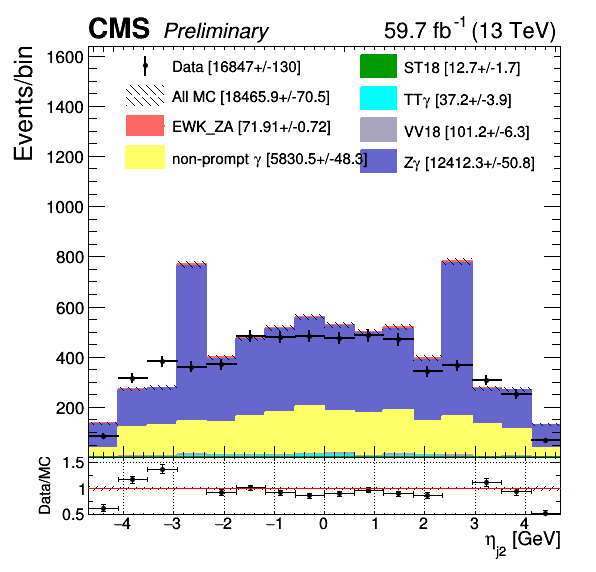 CMS Preliminary 59.7 fb⁻¹ (13 TeV)
Events/bin
1600
1400
1200
1000
800
600
400
200
Data [16847+/-130]
All MC [18465.9+/-70.5]
EWK_ZA [71.91+/-0.72]
non-prompt γ [5830.5+/-48.3]
ST18 [12.7+/-1.7]
TTγ [37.2+/-3.9]
VV18 [101.2+/-6.3]
Zγ [12412.3+/-50.8]
Data/MC
1.5
1
0.5
−4 −3 −2 −1 0 1 2 3 4
η_j2 [GeV]